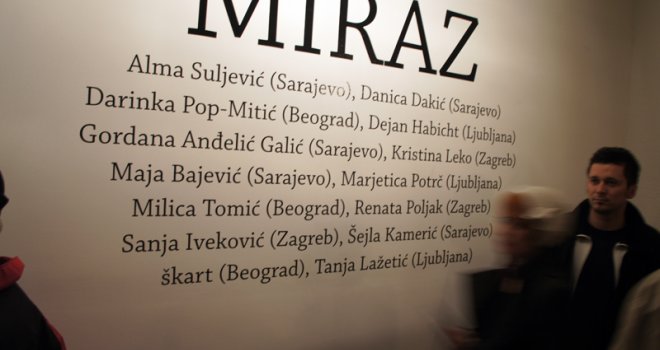 MIRAZ
Alma Suljević (Sarajevo), Danica Dakić (Sarajevo)
Darinka Pop-Mitić (Beograd), Dejan Habicht (Ljubljana)
Gordana Anđelić Galić (Sarajevo), Kristina Leko (Zagreb)
Maja Bajević (Sarajevo), Marjetica Potrč (Ljubljana)
Milica Tomić (Beograd), Renata Poljak (Zagreb)
Sanja Iveković (Zagreb), Šejla Kamerić (Sarajevo)
škart (Beograd), Tanja Lažetić (Ljubljana)